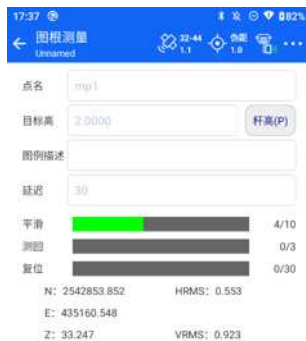 17:37 82%
图根测量 32-44 伪距
Unnamed 1.1 1.0
点名 mp1
目标高 2.0000 杆高(P)
图例描述
延迟 30
平滑 4/10
测回 0/3
复位 0/30
N: 2542853.852 HRMS: 0.553
E: 435160.548
Z: 33.247 VRMS: 0.923